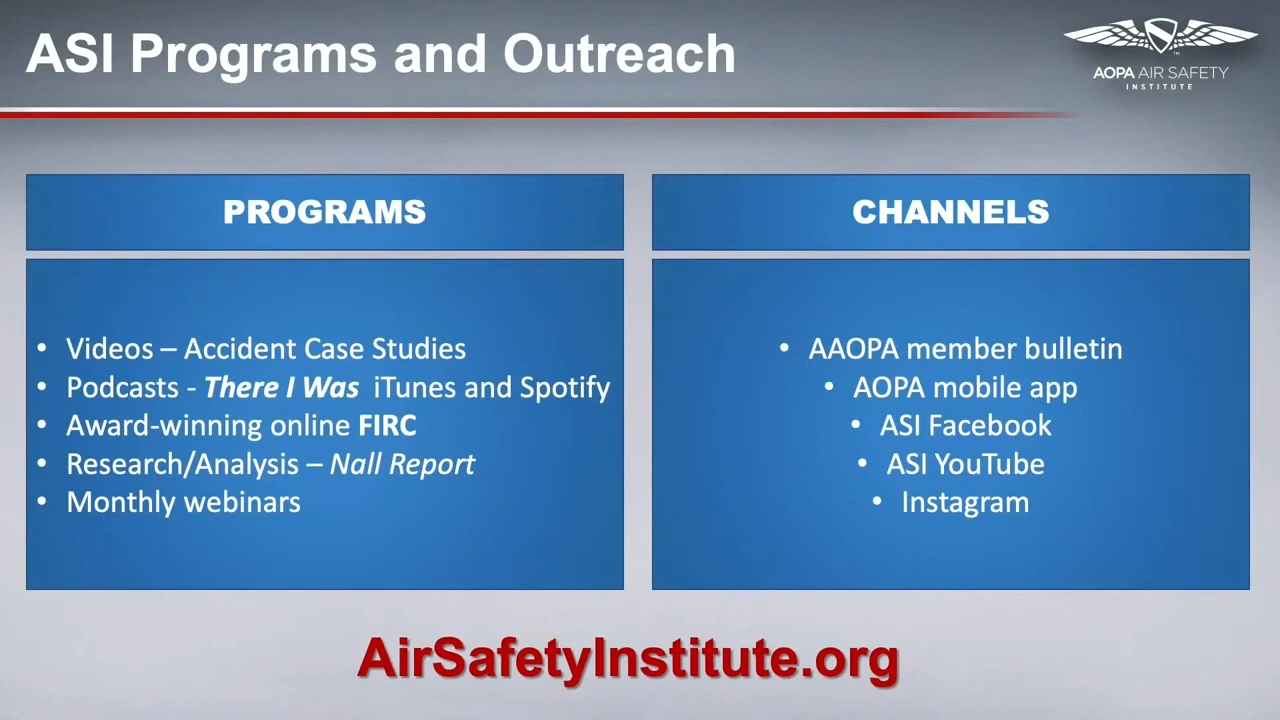 ASI Programs and Outreach
AOPA AIR SAFETY
INSTITUTE
PROGRAMS
• Videos – Accident Case Studies
• Podcasts - There I Was iTunes and Spotify
• Award-winning online FIRC
• Research/Analysis – Nall Report
• Monthly webinars
CHANNELS
• AAOPA member bulletin
• AOPA mobile app
• ASI Facebook
• ASI YouTube
• Instagram
AirSafetyInstitute.org